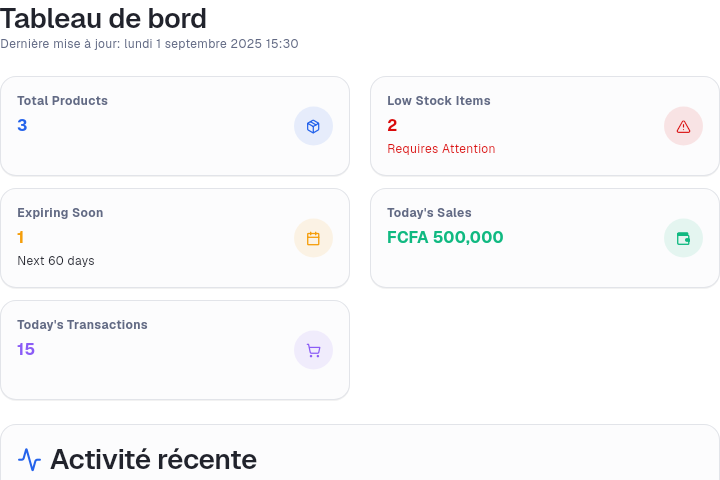 Tableau de bord
Dernière mise à jour: lundi 1 septembre 2025 15:30
Total Products
3
Low Stock Items
2
Requires Attention
Expiring Soon
1
Next 60 days
Today's Sales
FCFA 500,000
Today's Transactions
15
Activité récente